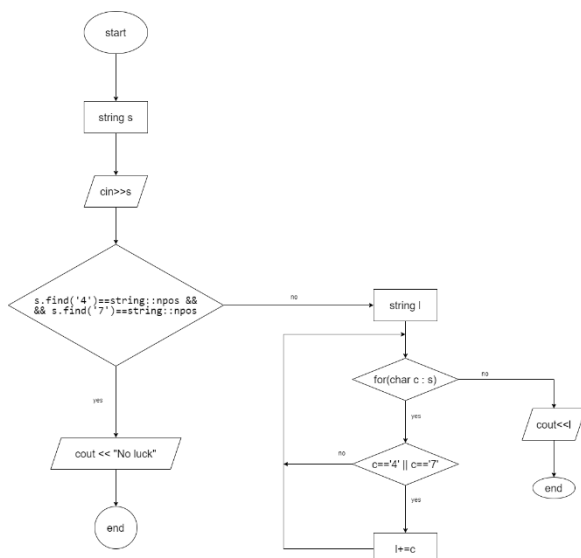 start
string s
cin>>s
s.find('4')==string::npos &&
&& s.find('7')==string::npos
no
string l
for(char c : s)
no
yes
cout<<l
yes
cout << "No luck"
no
c=='4' || c=='7'
end
yes
end
l+=c